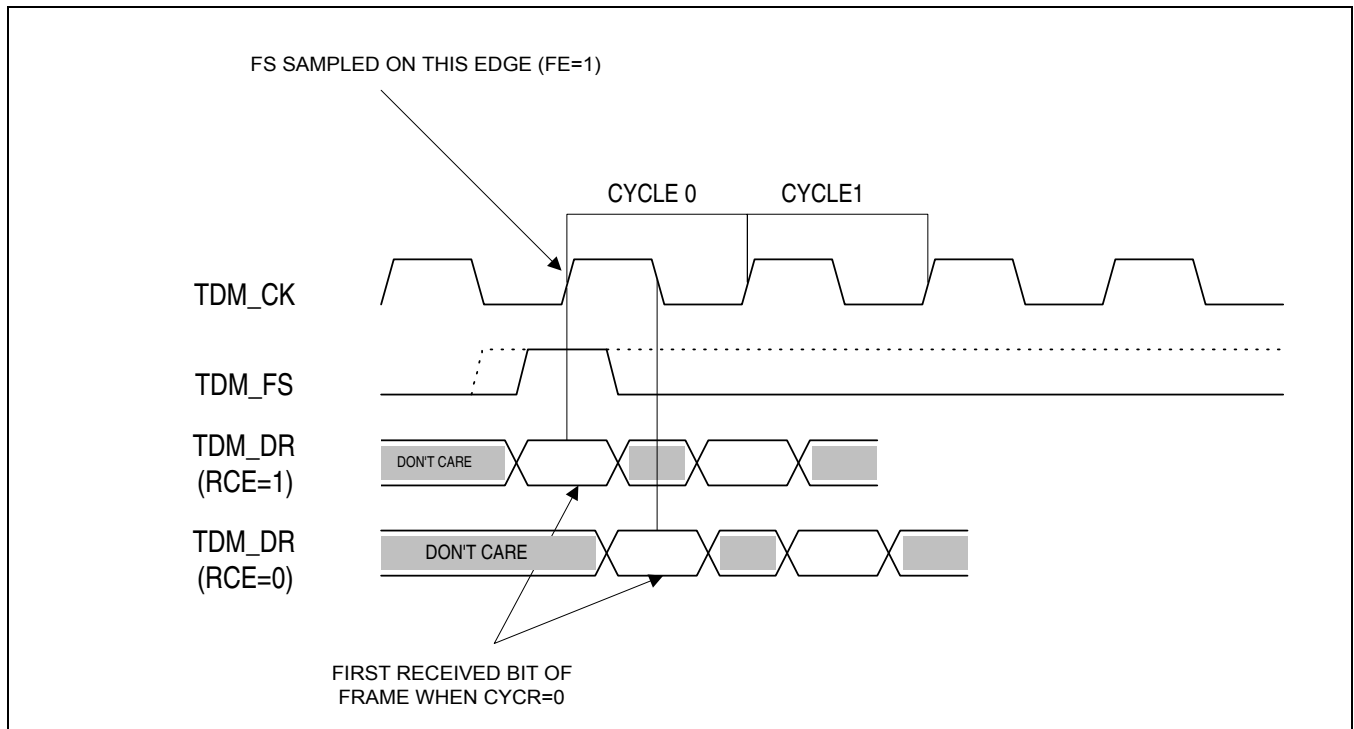 FS SAMPLED ON THIS EDGE (FE=1)
CYCLE 0
CYCLE1
TDM_CK
TDM_FS
TDM_DR
(RCE=1)
DON'T CARE
TDM_DR
(RCE=0)
DON'T CARE
FIRST RECEIVED BIT OF
FRAME WHEN CYCR=0